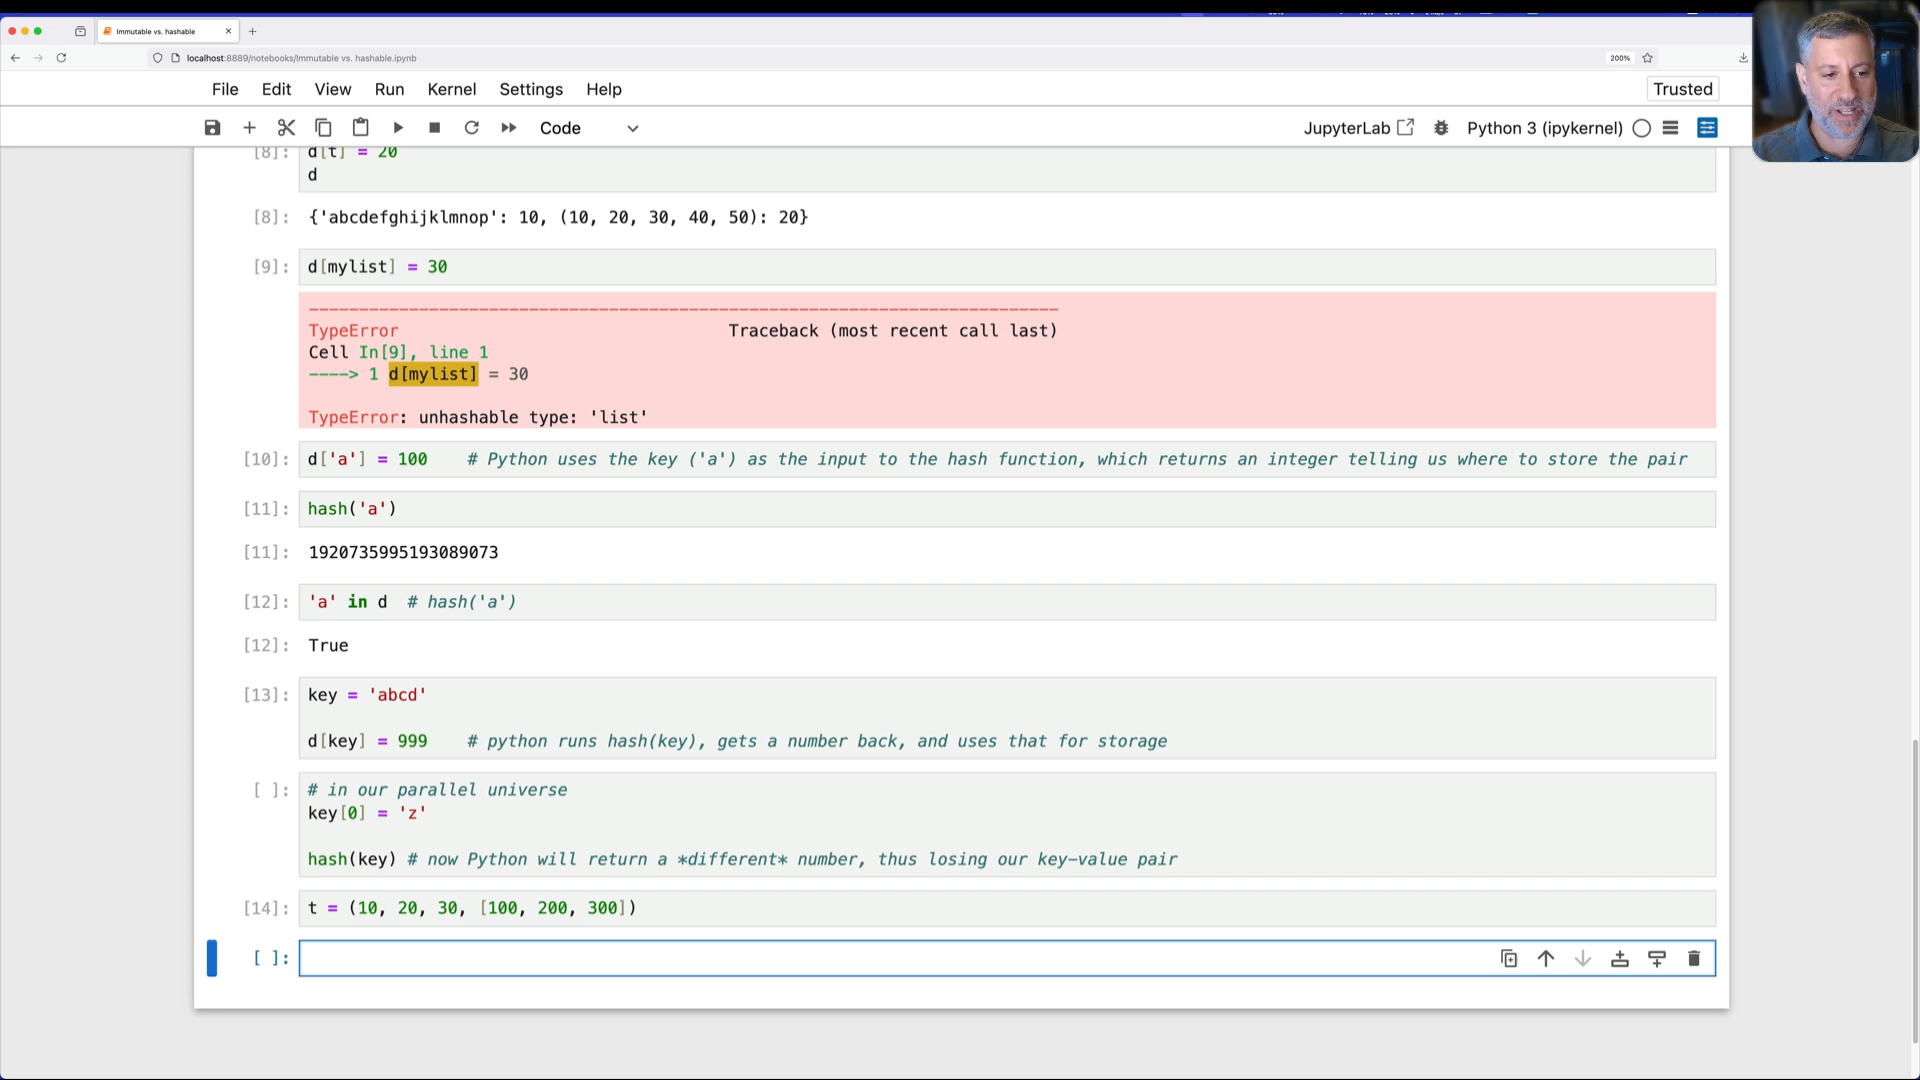 Immutable vs. hashable
localhost:8889/notebooks/Immutable vs. hashable.ipynb
200%
File Edit View Run Kernel Settings Help
Trusted
Code
JupyterLab
Python 3 (ipykernel)
[8]: d[t] = 20
d
[8]: {'abcdefghijklmnop': 10, (10, 20, 30, 40, 50): 20}
[9]: d[mylist] = 30
---------------------------------------------------------------------------
TypeError Traceback (most recent call last)
Cell In[9], line 1
----> 1 d[mylist] = 30
TypeError: unhashable type: 'list'
[10]: d['a'] = 100 # Python uses the key ('a') as the input to the hash function, which returns an integer telling us where to store the pair
[11]: hash('a')
[11]: 1920735995193089073
[12]: 'a' in d # hash('a')
[12]: True
[13]: key = 'abcd'
d[key] = 999 # python runs hash(key), gets a number back, and uses that for storage
[ ]: # in our parallel universe
key[0] = 'z'
hash(key) # now Python will return a *different* number, thus losing our key-value pair
[14]: t = (10, 20, 30, [100, 200, 300])
[ ]: